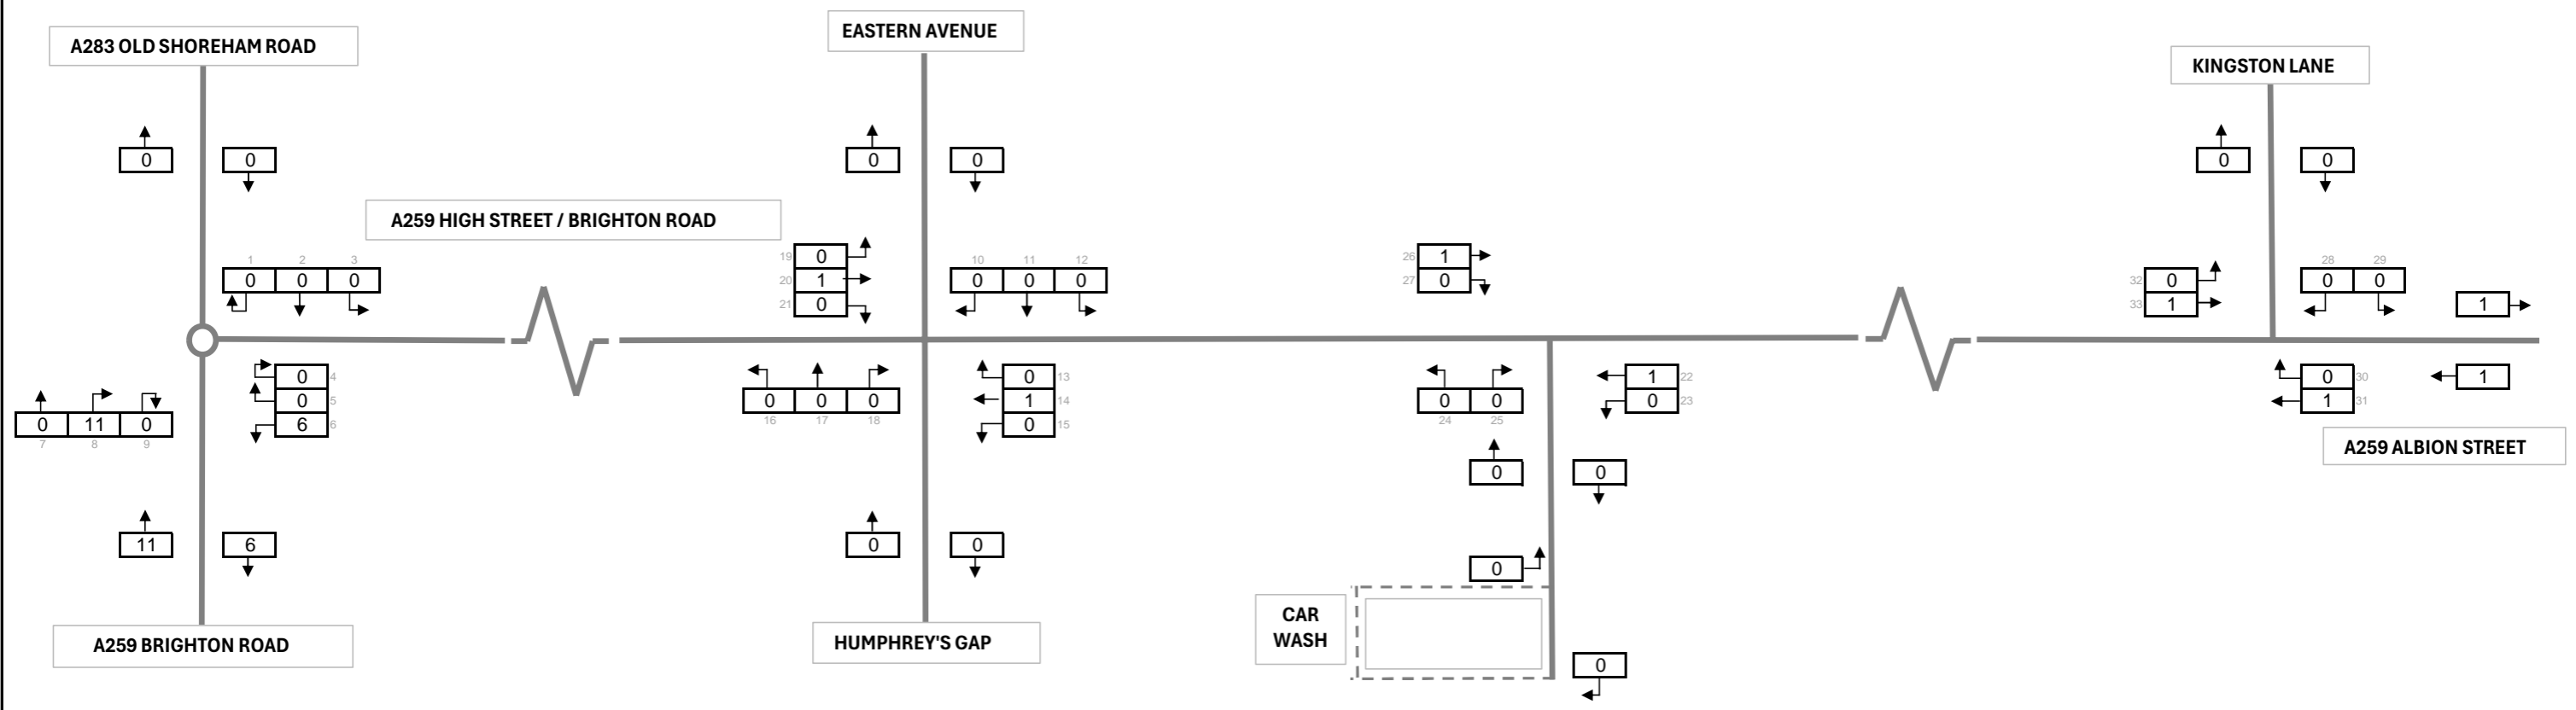 A283 OLD SHOREHAM ROAD
EASTERN AVENUE
KINGSTON LANE
0 0
0 0
0 0
A259 HIGH STREET / BRIGHTON ROAD
1 2 3
0 0 0
19 0
20 1
21 0
10 11 12
0 0 0
26 1
27 0
32 0
33 1
28 29
0 0
1
0 4
0 5
6 6
0 11 0
7 8 9
0 0 0
16 17 18
0 13
1 14
0 15
0 0
24 25
1 22
0 23
0 30
1 31
1
A259 ALBION STREET
0 0
11 6
0 0
0
CAR
WASH
0
A259 BRIGHTON ROAD
HUMPHREY'S GAP